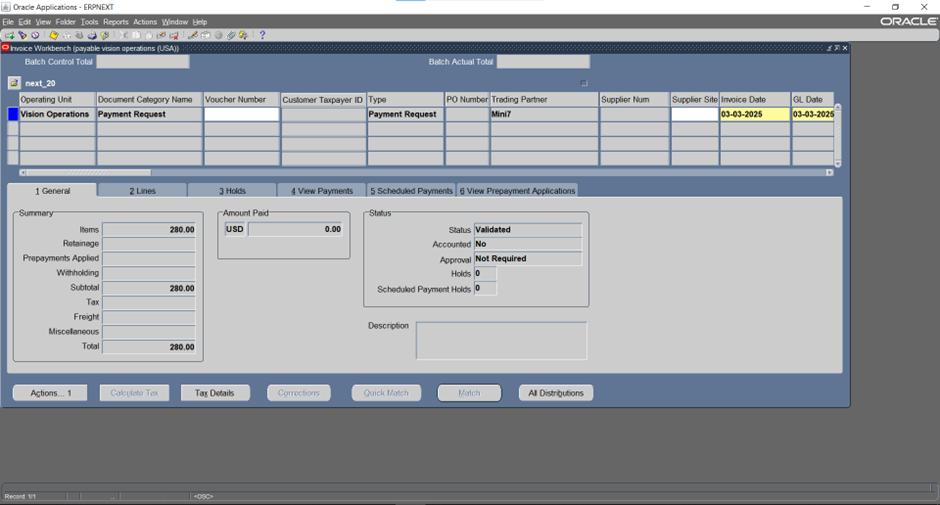 Oracle Applications - ERPNEXT
File Edit View Folder Tools Reports Actions Window Help
ORACLE
Invoice Workbench (payable vision operations (USA))
Batch Control Total
Batch Actual Total
next_20
Operating Unit Document Category Name Voucher Number Customer Taxpayer ID Type PO Number Trading Partner Supplier Num Supplier Site Invoice Date GL Date
Vision Operations Payment Request Payment Request Mini7 03-03-2025 03-03-2025
1 General 2 Lines 3 Holds 4 View Payments 5 Scheduled Payments 6 View Prepayment Applications
Summary
Items 280.00
Retainage
Prepayments Applied
Withholding
Subtotal 280.00
Tax
Freight
Miscellaneous
Total 280.00
Amount Paid
USD 0.00
Status
Status Validated
Accounted No
Approval Not Required
Holds 0
Scheduled Payment Holds 0
Description
Actions... 1 Calculate Tax Tax Details Corrections Quick Match Match All Distributions
Record: 1/1 ... <OSC>